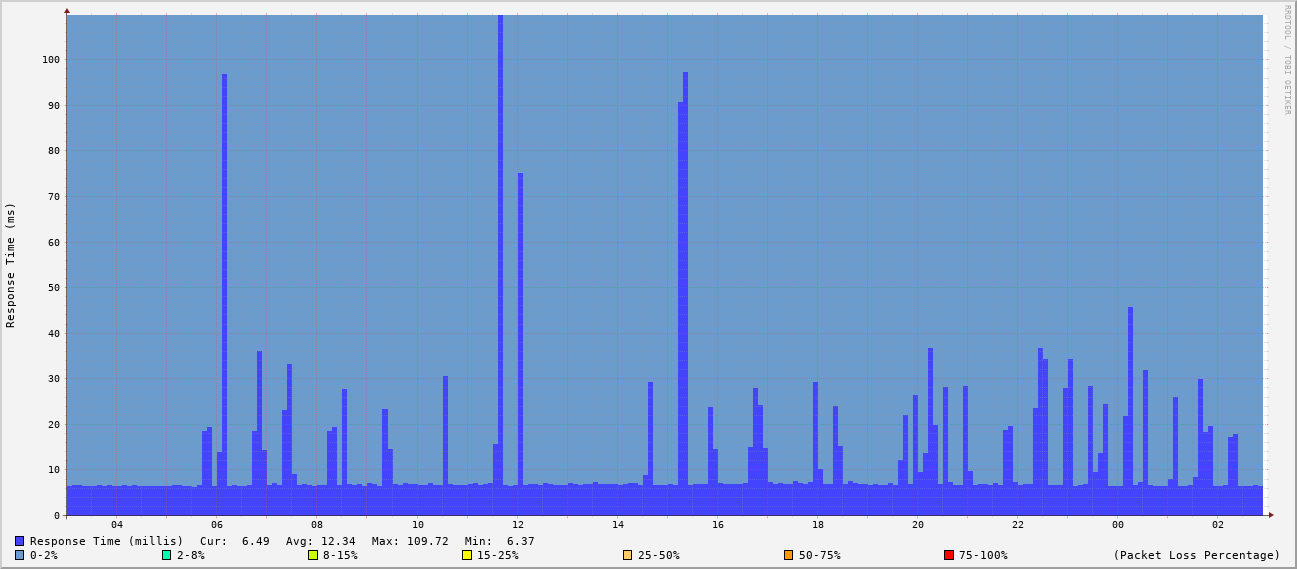 RRDTOOL / TOBI OETIKER
Response Time (ms)
100
90
80
70
60
50
40
30
20
10
0
04 06 08 10 12 14 16 18 20 22 00 02
Response Time (millis) Cur: 6.49 Avg: 12.34 Max: 109.72 Min: 6.37
0-2% 2-8% 8-15% 15-25% 25-50% 50-75% 75-100% (Packet Loss Percentage)